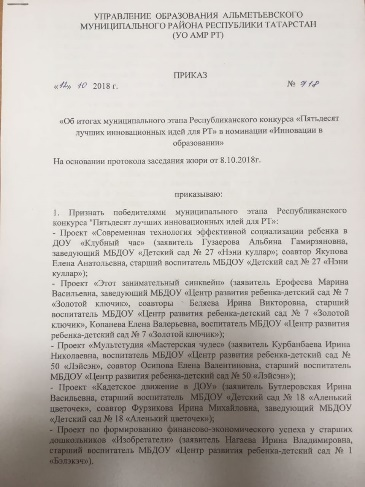 УПРАВЛЕНИЕ ОБРАЗОВАНИЯ АЛЬМЕТЬЕВСКОГО
МУНИЦИПАЛЬНОГО РАЙОНА РЕСПУБЛИКИ ТАТАРСТАН
(УО АМР РТ)
ПРИКАЗ
«12» 10 2018 г. №
«Об итогах муниципального этапа Республиканского конкурса «Пятьдесят
лучших инновационных идей для РТ» в номинации «Инновации в
образовании»
На основании протокола заседания жюри от 8.10.2018г.
приказываю:
1. Признать победителями муниципального этапа Республиканского
конкурса "Пятьдесят лучших инновационных идей для РТ»:
- Проект «Современная технология эффективной социализации ребенка в
ДОУ «Клубный час» (заявитель Гузаерова Альбина Гамирзяновна,
заведующий МБДОУ «Детский сад № 27 «Нэни куллар»; соавтор Якупова
Елена Анатольевна, старший воспитатель МБДОУ «Детский сад № 27 «Нэни
куллар»);
- Проект «Этот занимательный синквейн» (заявитель Ерофеева Марина
Васильевна, заведующий МБДОУ «Центр развития ребенка-детский сад № 7
«Золотой ключик», соавторы - Беляева Ирина Викторовна, старший
воспитатель МБДОУ «Центр развития ребенка-детский сад № 7 «Золотой
ключик», Копанева Елена Валерьевна, воспитатель МБДОУ «Центр развития
ребенка-детский сад № 7 «Золотой ключик»);
- Проект «Мультстудия «Мастерская чудес» (заявитель Курбанбаева Ирина
Николаевна, воспитатель МБДОУ «Центр развития ребенка-детский сад №
50 «Лэйсэн», соавтор Осипова Елена Валентиновна, старший воспитатель
МБДОУ «Центр развития ребенка-детский сад № 50 «Лэйсэн»);
- Проект «Кадетское движение в ДОУ» (заявитель Бутлеровская Ирина
Васильевна, старший воспитатель МБДОУ «Детский сад № 18 «Аленький
цветочек», соавтор Фурзикова Ирина Михайловна, заведующий МБДОУ
«Детский сад № 18 «Аленький цветочек»);
- Проект по формированию финансово-экономического успеха у старших
дошкольников «Изобретатели» (заявитель Нагаева Ирина Владимировна,
старший воспитатель МБДОУ «Центр развития ребенка-детский сад № 1
«Бэлэкэч»).